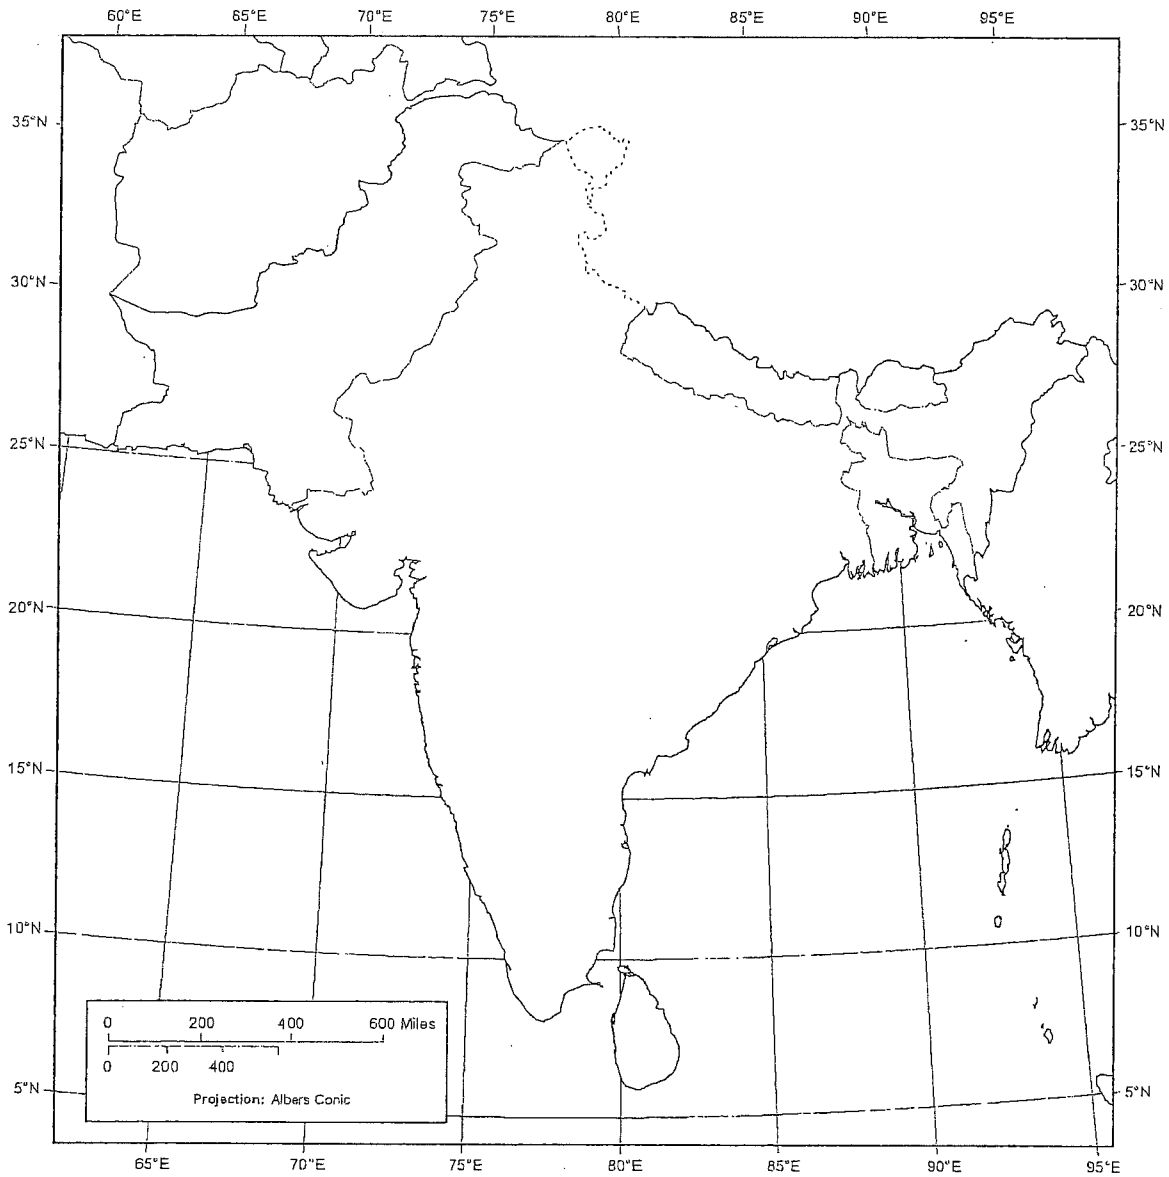 60°E 65°E 70°E 75°E 80°E 85°E 90°E 95°E
35°N 35°N
30°N 30°N
25°N 25°N
20°N 20°N
15°N 15°N
10°N 10°N
0 200 400 600 Miles
0 200 400
5°N 5°N
Projection: Albers Conic
65°E 70°E 75°E 80°E 85°E 90°E 95°E